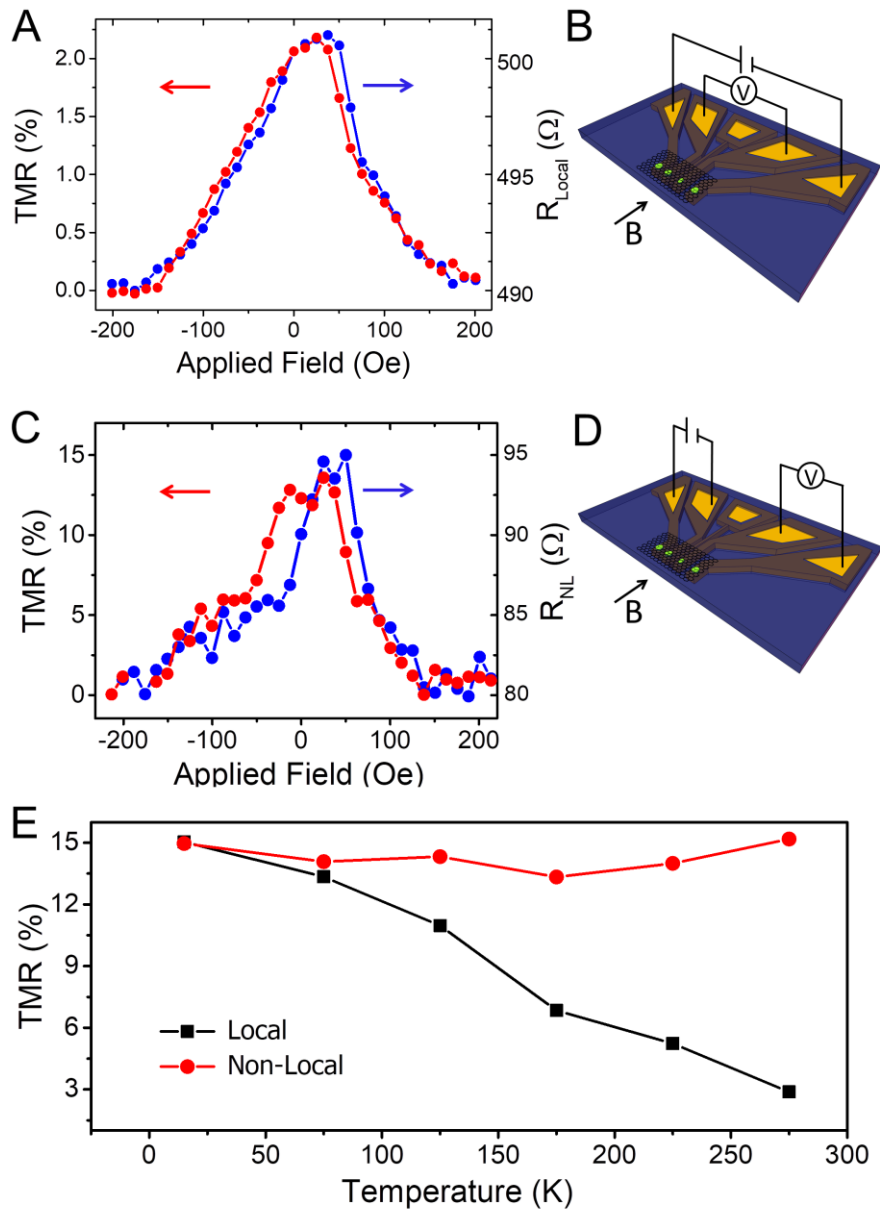 A
TMR (%)
2.0
1.5
1.0
0.5
0.0
500
495
490
R_Local (Ω)
-200 -100 0 100 200
Applied Field (Oe)
B
V
B
C
TMR (%)
15
10
5
0
95
90
85
80
R_NL (Ω)
-200 -100 0 100 200
Applied Field (Oe)
D
V
B
E
TMR (%)
15
12
9
6
3
Local
Non-Local
0 50 100 150 200 250 300
Temperature (K)